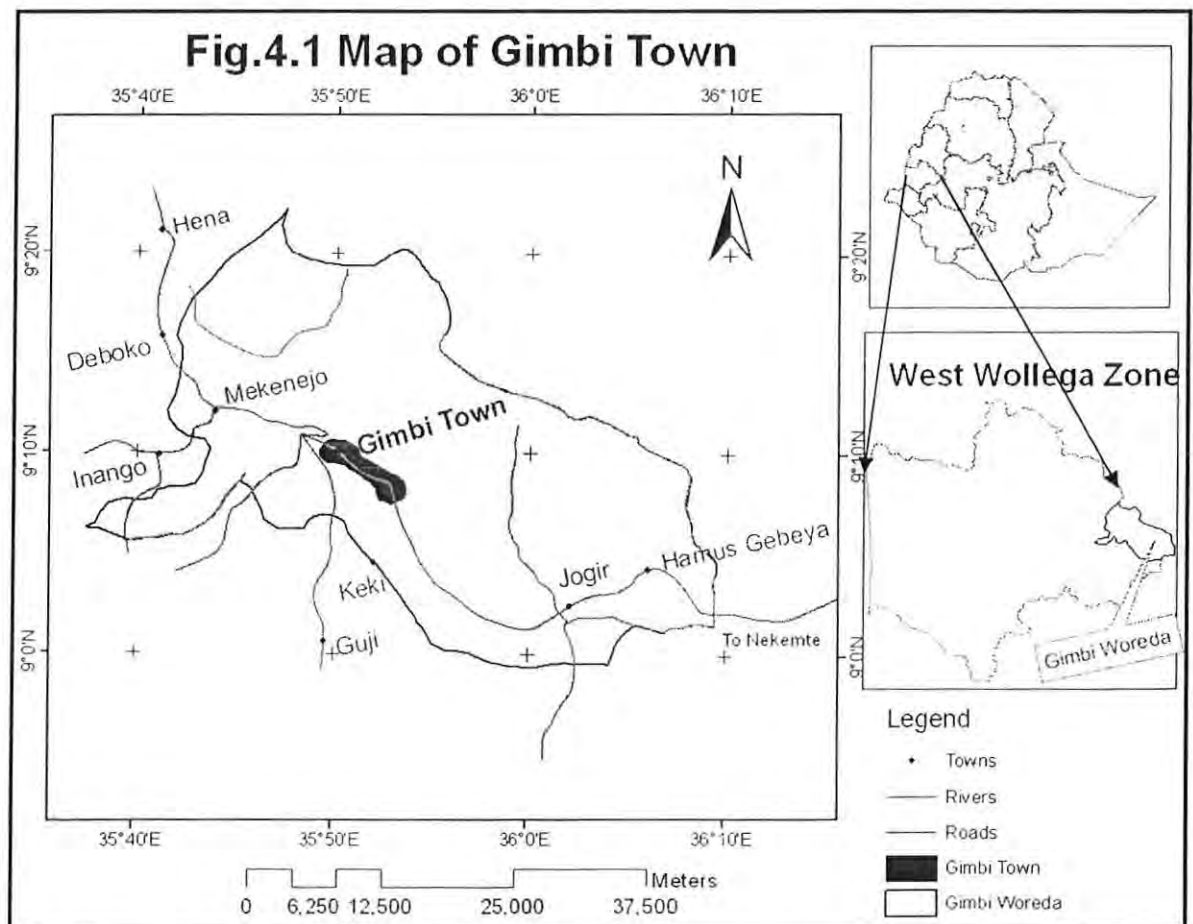 Fig.4.1 Map of Gimbi Town
35°40'E 35°50'E 36°0'E 36°10'E
N
Hena
9°20'N 9°20'N
Deboko
Mekenejo
Gimbi Town
9°10'N 9°10'N
Inango
Hamus Gebeya
Jogir
Keki
Guji
To Nekemte
9°0'N 9°0'N
35°40'E 35°50'E 36°0'E 36°10'E
Meters
0 6,250 12,500 25,000 37,500
West Wollega Zone
Gimbi Woreda
Legend
Towns
Rivers
Roads
Gimbi Town
Gimbi Woreda